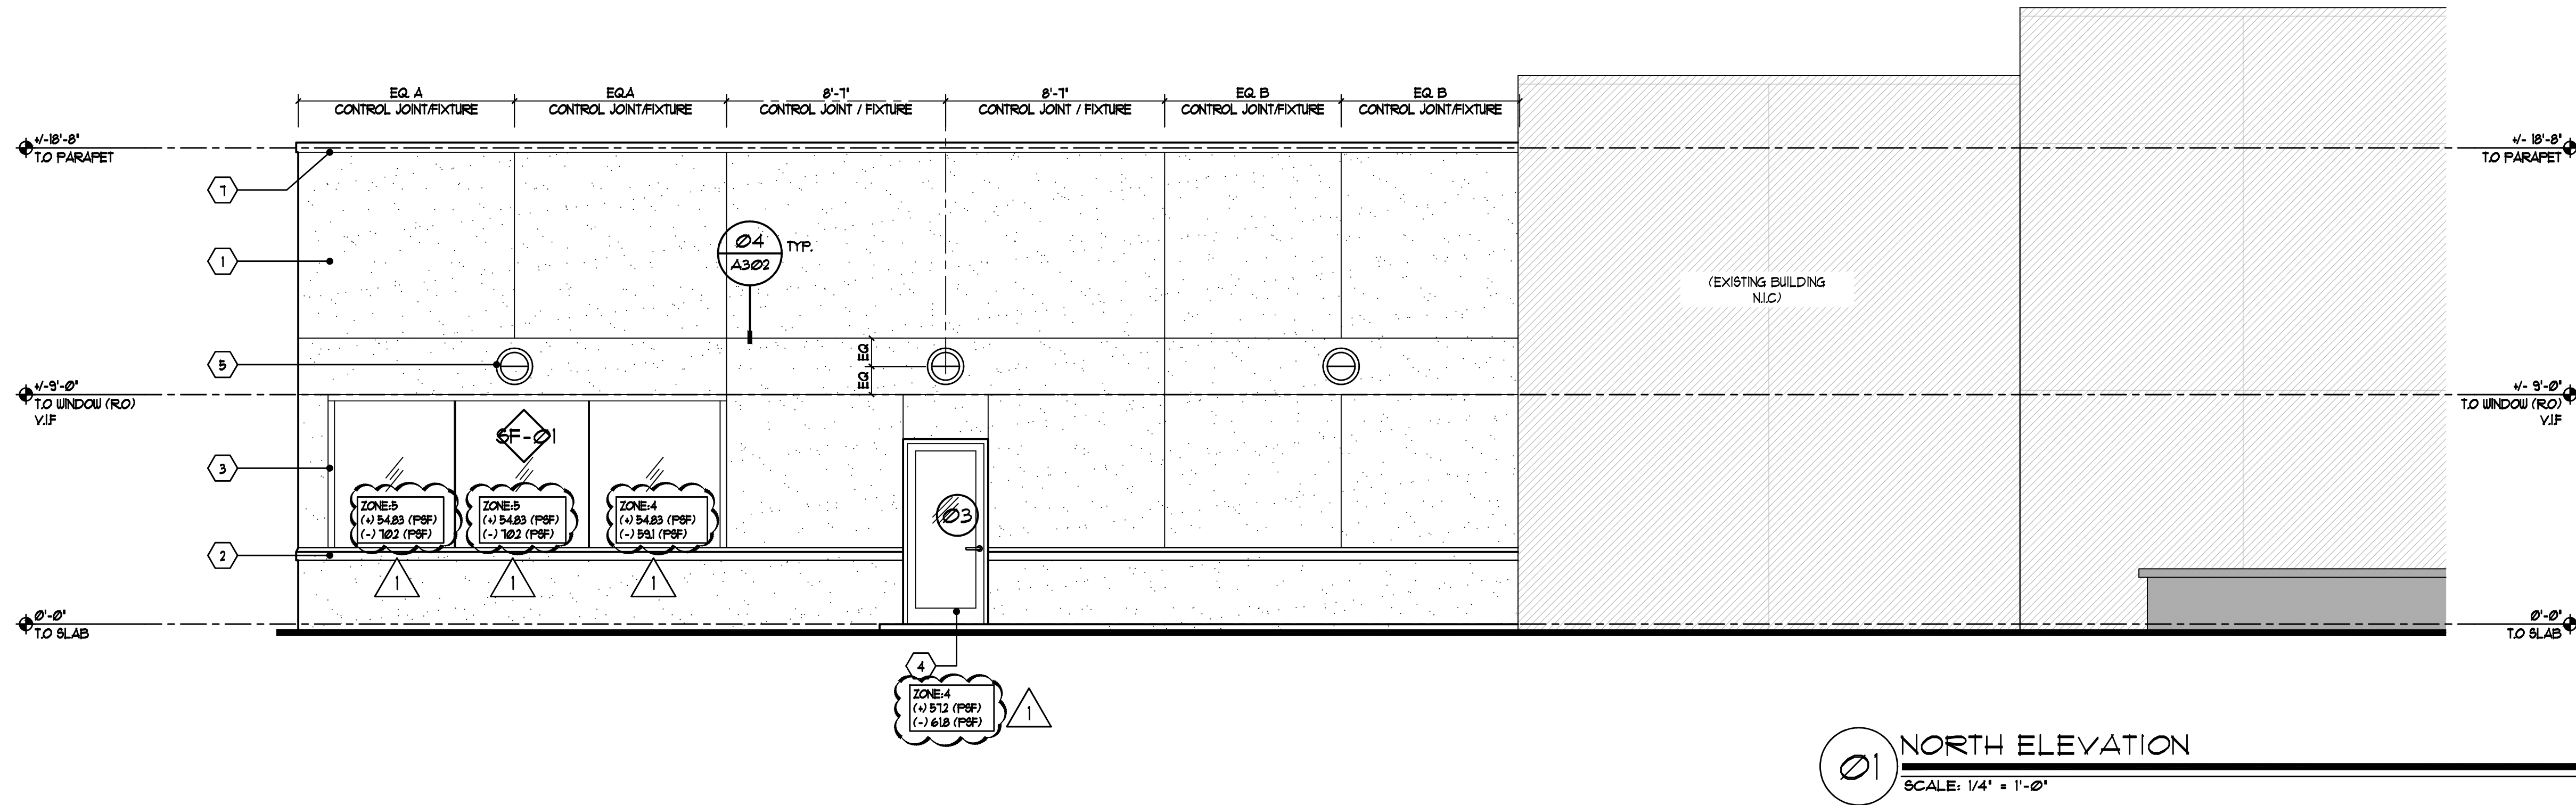 EQ. A
CONTROL JOINT/FIXTURE
EQ.A
CONTROL JOINT/FIXTURE
8'-7"
CONTROL JOINT / FIXTURE
8'-7"
CONTROL JOINT / FIXTURE
EQ. B
CONTROL JOINT/FIXTURE
EQ. B
CONTROL JOINT/FIXTURE
+/-18'-8"
T.O PARAPET
+/- 18'-8"
T.O PARAPET
7
1
Ø4
A3Ø2
TYP.
(EXISTING BUILDING
N.I.C)
5
EQ
EQ
+/-9'-Ø"
T.O WINDOW (R.O)
V.I.F
+/- 9'-Ø"
T.O WINDOW (R.O)
V.I.F
SF-Ø1
3
ZONE:5
(+) 54.83 (PSF)
(-) 70.2 (PSF)
ZONE:5
(+) 54.83 (PSF)
(-) 70.2 (PSF)
ZONE:4
(+) 54.83 (PSF)
(-) 59.1 (PSF)
Ø3
2
1
1
1
Ø'-Ø"
T.O SLAB
Ø'-Ø"
T.O SLAB
4
ZONE:4
(+) 57.2 (PSF)
(-) 61.8 (PSF)
1
Ø1
NORTH ELEVATION
SCALE: 1/4" = 1'-Ø"